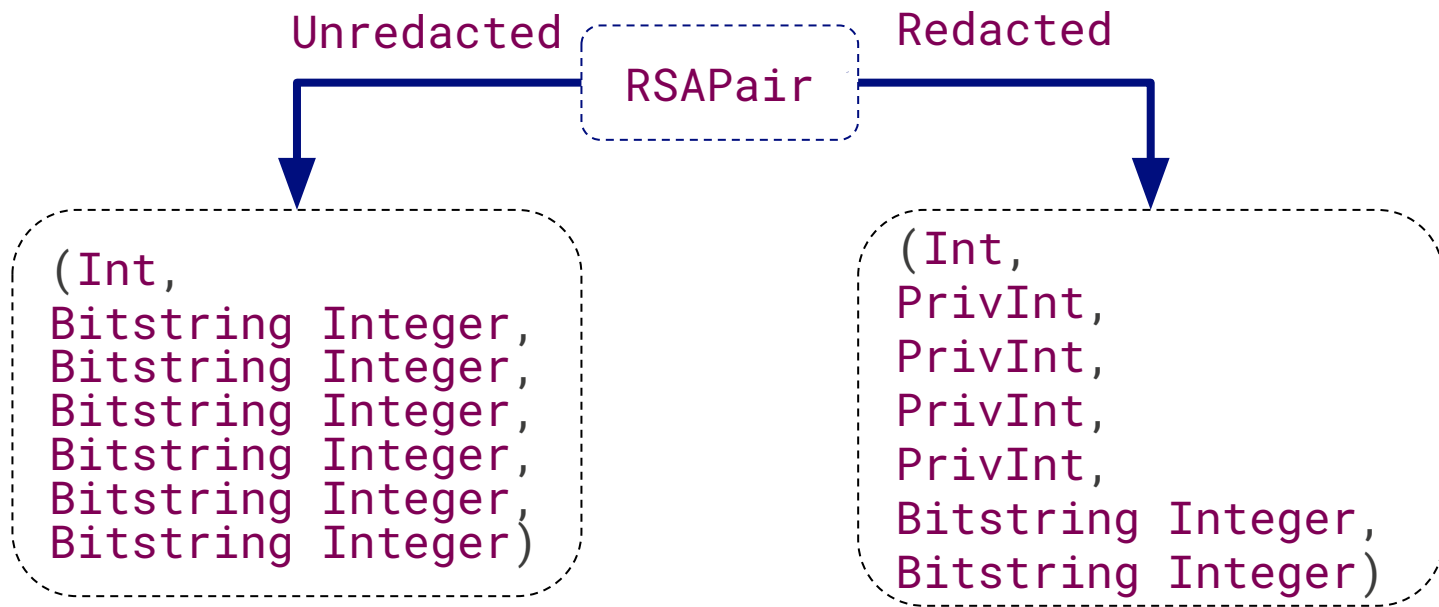 Unredacted
RSAPair
Redacted
(Int,
Bitstring Integer,
Bitstring Integer,
Bitstring Integer,
Bitstring Integer,
Bitstring Integer,
Bitstring Integer)
(Int,
PrivInt,
PrivInt,
PrivInt,
PrivInt,
Bitstring Integer,
Bitstring Integer)